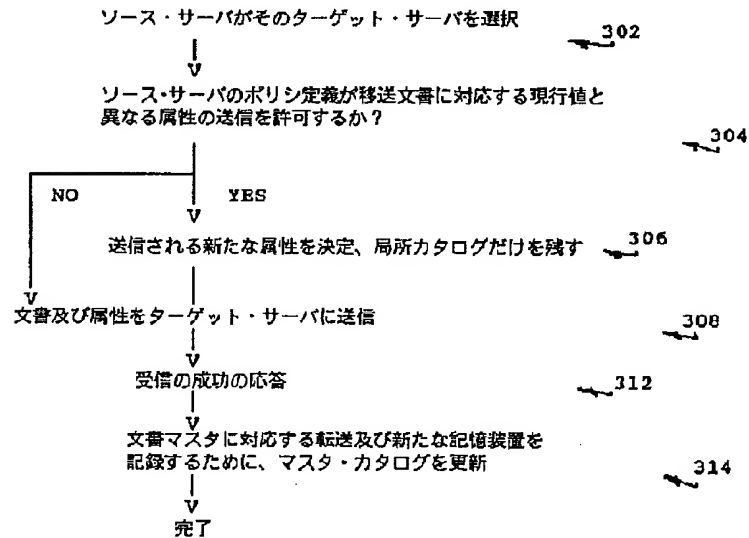 ソース・サーバがそのターゲット・サーバを選択
302
V
ソース・サーバのポリシ定義が移送文書に対応する現行値と
異なる属性の送信を許可するか？
304
NO
YES
V
送信される新たな属性を決定、局所カタログだけを残す
306
V
文書及び属性をターゲット・サーバに送信
308
V
受信の成功の応答
312
V
文書マスタに対応する転送及び新たな記憶装置を
記録するために、マスタ・カタログを更新
314
V
完了